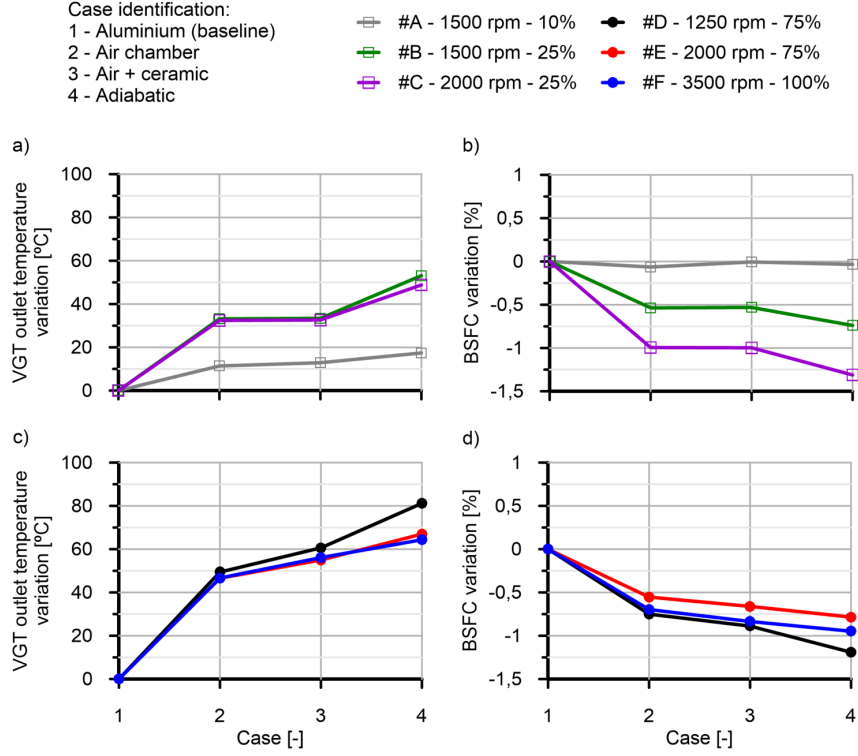 Case identification:
1 - Aluminium (baseline)
2 - Air chamber
3 - Air + ceramic
4 - Adiabatic
#A - 1500 rpm - 10%
#B - 1500 rpm - 25%
#C - 2000 rpm - 25%
#D - 1250 rpm - 75%
#E - 2000 rpm - 75%
#F - 3500 rpm - 100%
a)
VGT outlet temperature
variation [ºC]
100
80
60
40
20
0
b)
BSFC variation [%]
1
0,5
0
-0,5
-1
-1,5
c)
VGT outlet temperature
variation [ºC]
100
80
60
40
20
0
1 2 3 4
Case [-]
d)
BSFC variation [%]
1
0,5
0
-0,5
-1
-1,5
1 2 3 4
Case [-]